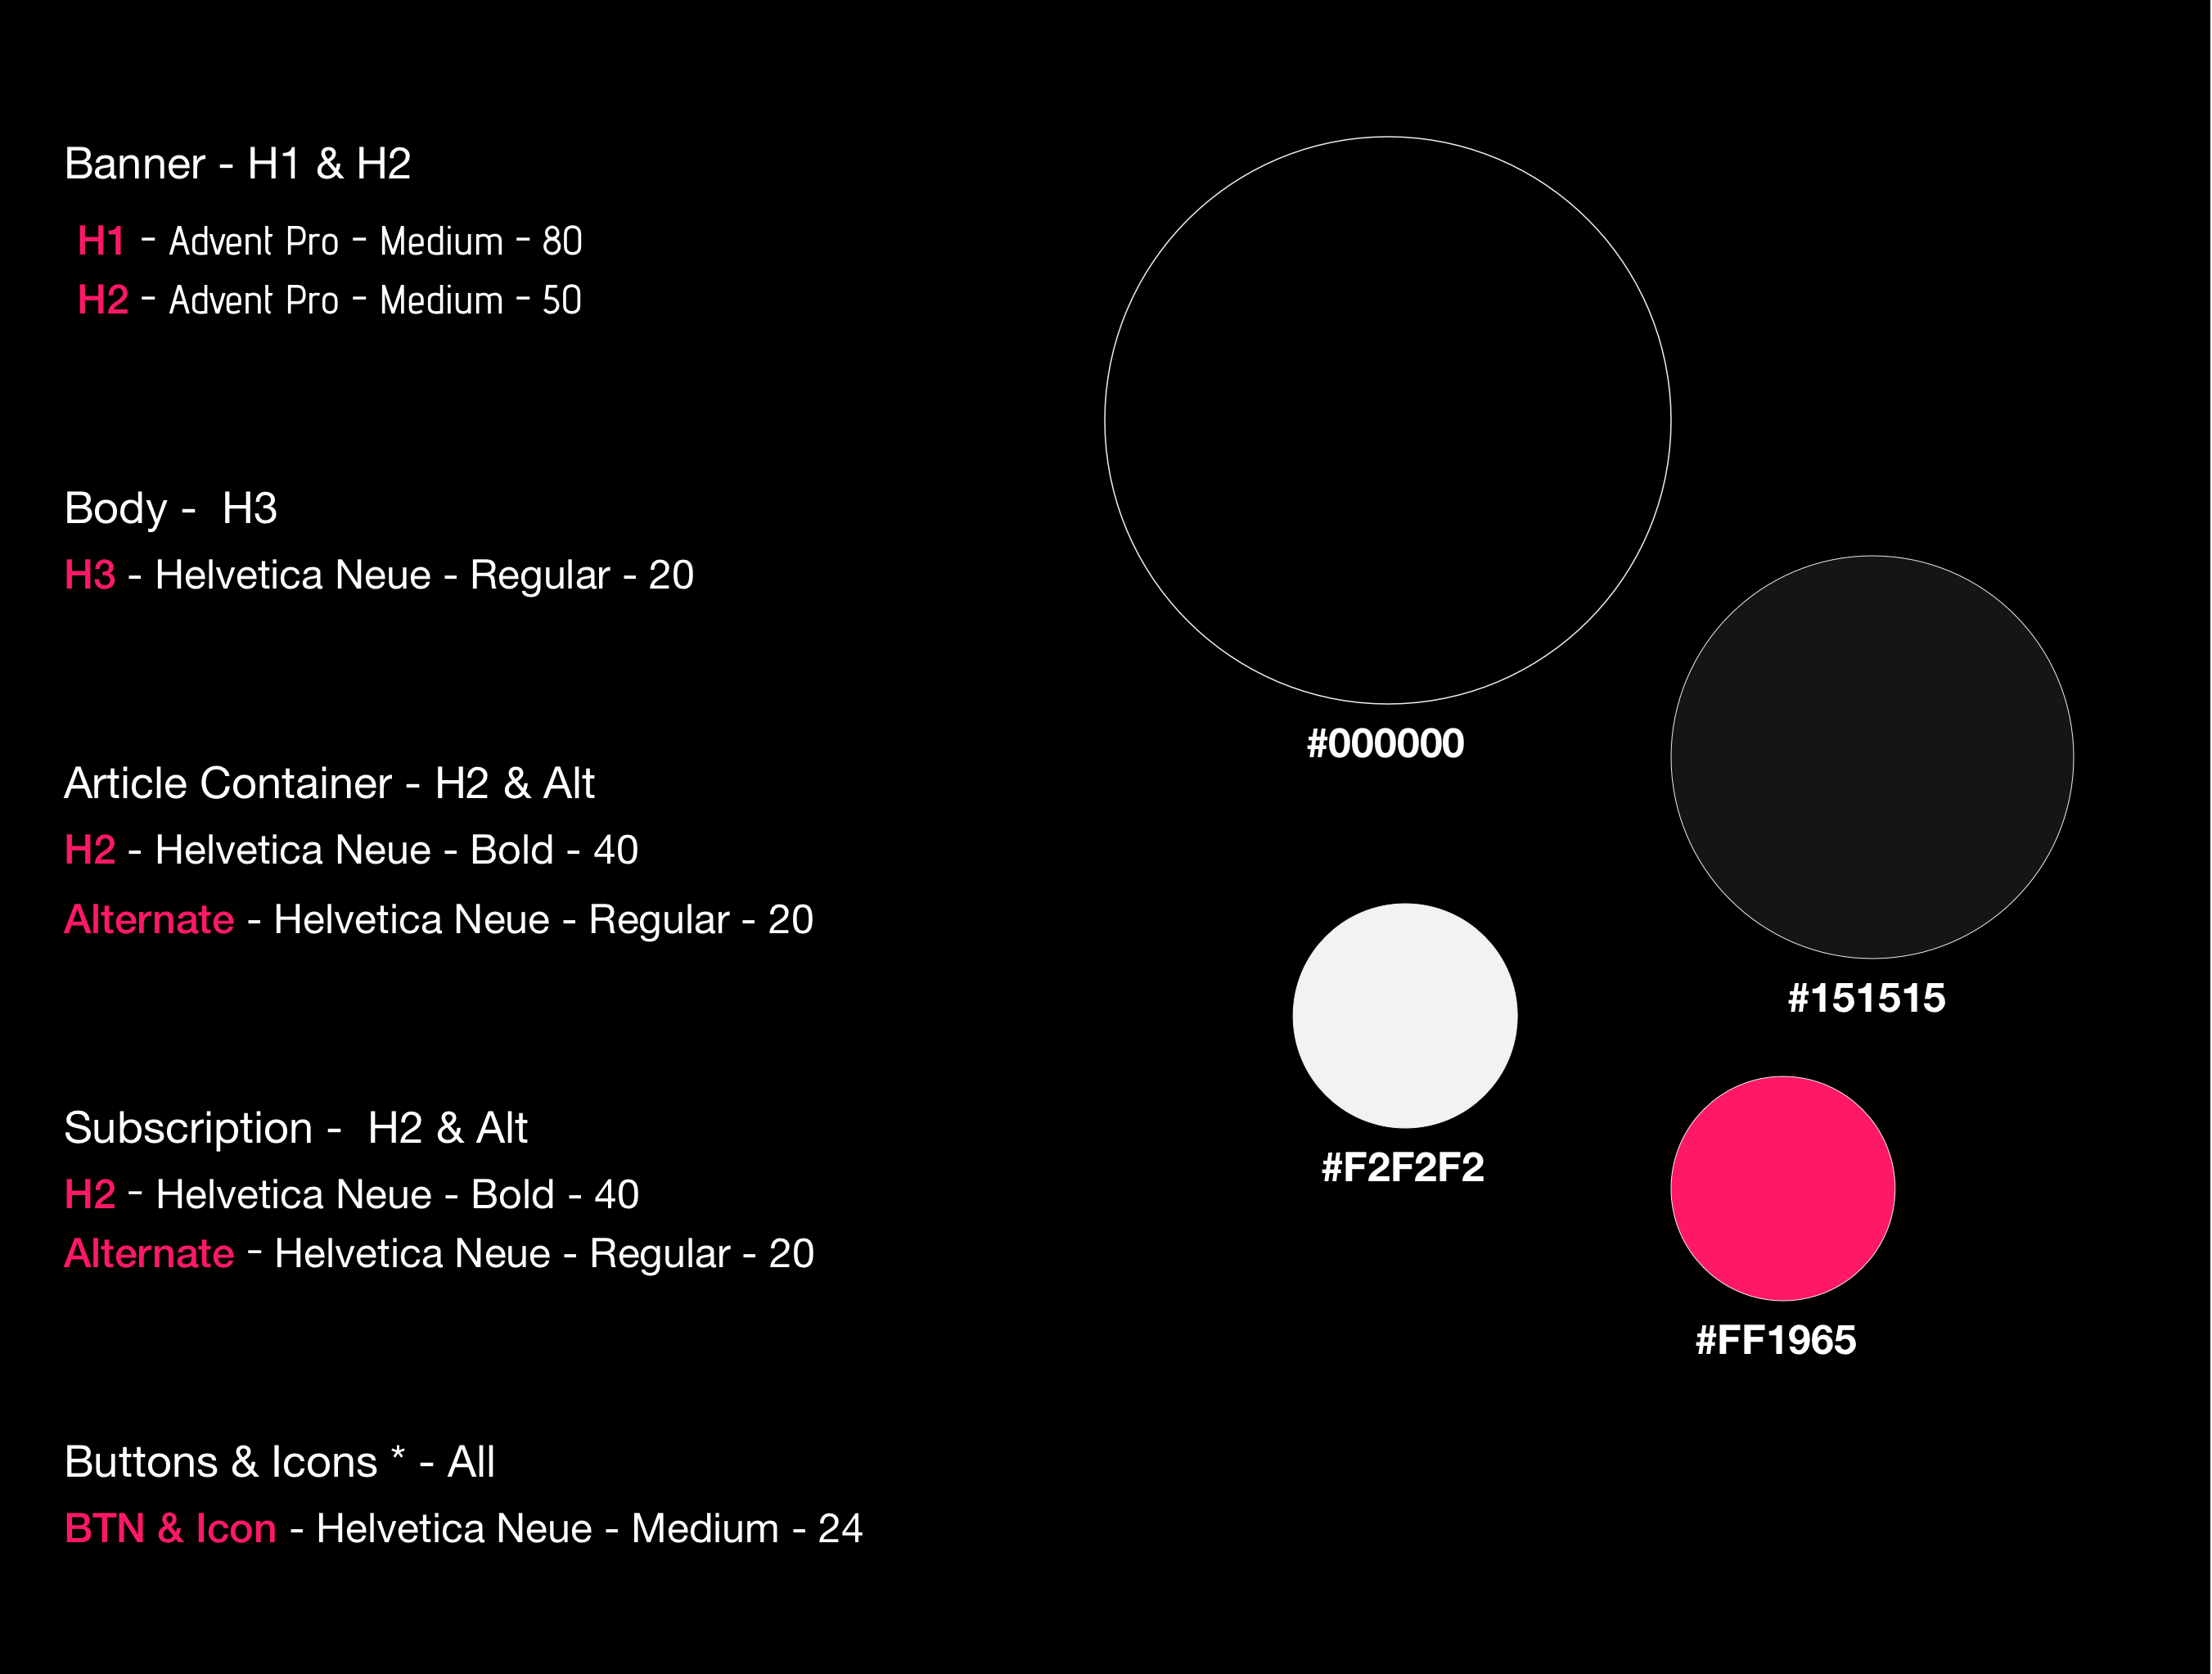 Banner - H1 & H2
H1 - Advent Pro - Medium - 80
H2 - Advent Pro - Medium - 50
Body -  H3
H3 - Helvetica Neue - Regular - 20
Article Container - H2 & Alt
H2 - Helvetica Neue - Bold - 40
Alternate - Helvetica Neue - Regular - 20
Subscription -  H2 & Alt
H2 - Helvetica Neue - Bold - 40
Alternate - Helvetica Neue - Regular - 20
Buttons & Icons * - All
BTN & Icon - Helvetica Neue - Medium - 24
#000000
#151515
#F2F2F2
#FF1965